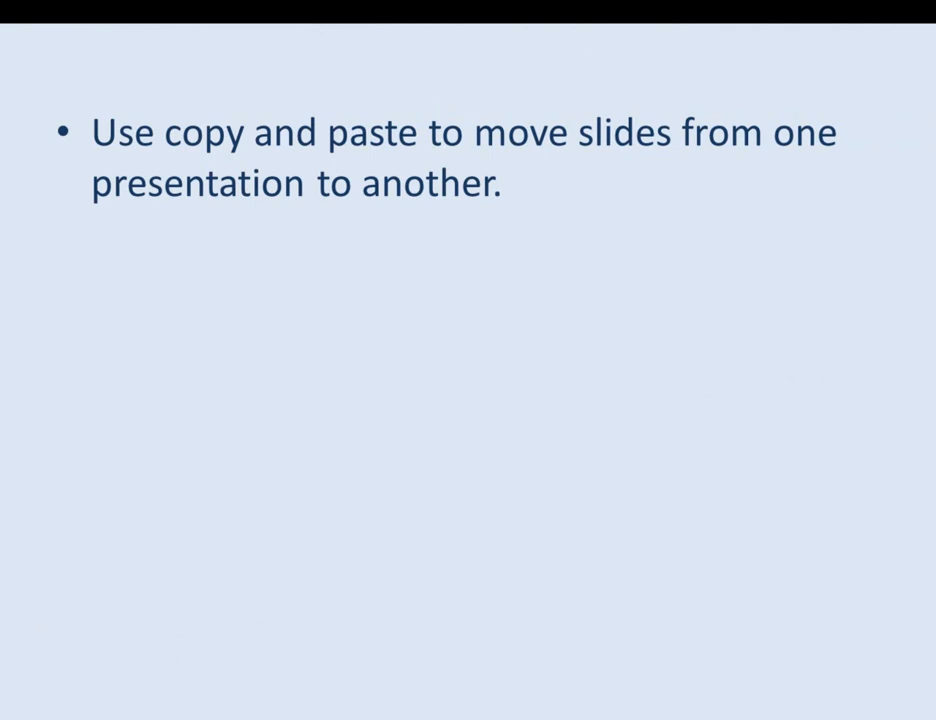 • Use copy and paste to move slides from one
presentation to another.